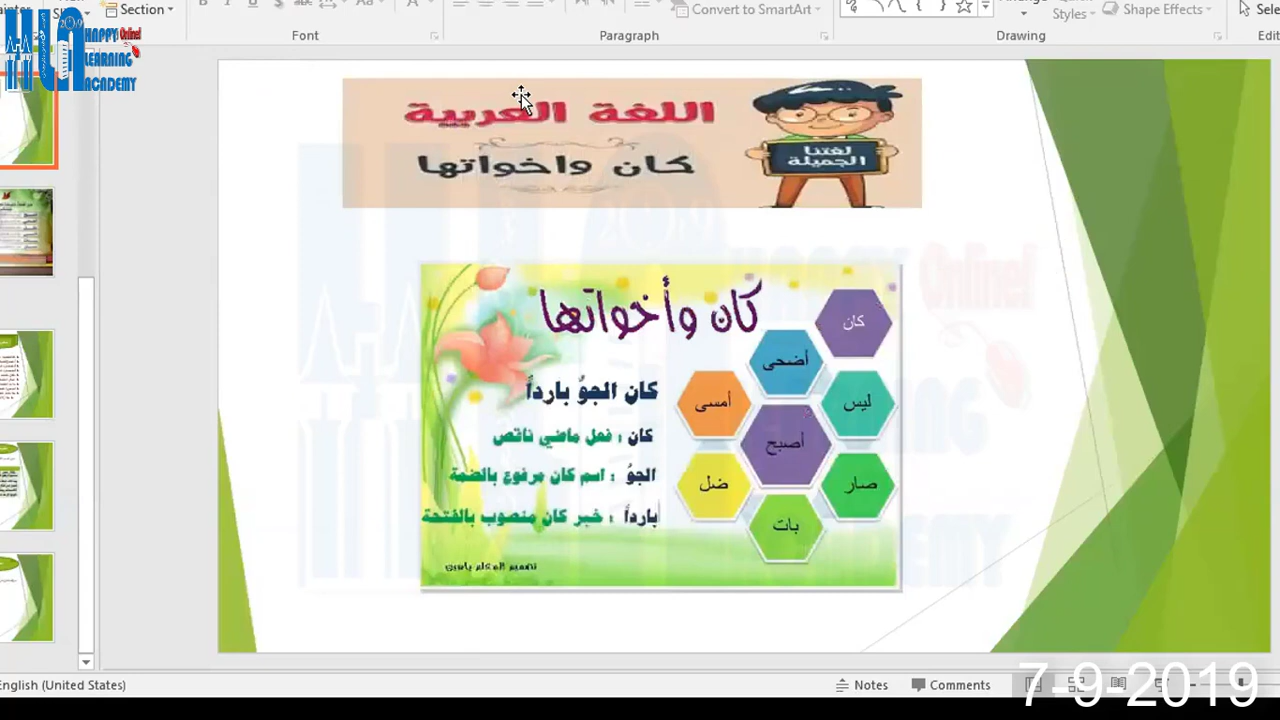 Section
Font
Paragraph
Convert to SmartArt
Drawing
Styles
Shape Effects
HAPPY Online!
LEARNING
ACADEMY
اللغة العربية
كان واخواتها
لغتنا
الجميلة
كان وأخواتها
كان
أضحى
أمسى
ليس
أصبح
ضل
صار
بات
كان الجوُّ بارداً
كان : فعل ماضي ناقص
الجوُّ : اسم كان مرفوع بالضمة
بارداً : خبر كان منصوب بالفتحة
English (United States)
Notes
Comments
7-9-2019